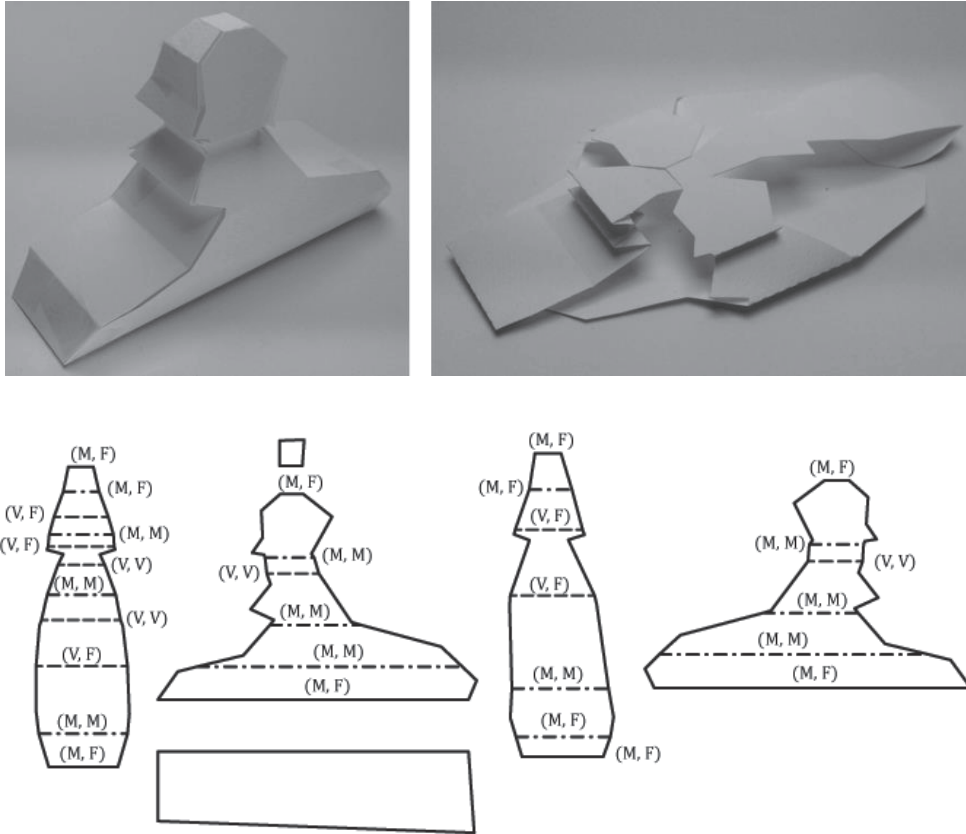 (M, F)
(M, F)
(V, F)
(M, M)
(V, F)
(V, V)
(M, M)
(V, V)
(V, F)
(M, M)
(M, F)
(M, F)
(M, M)
(V, V)
(M, M)
(M, M)
(M, F)
(M, F)
(M, F)
(V, F)
(V, F)
(M, M)
(M, F)
(M, F)
(M, F)
(M, M)
(V, V)
(M, M)
(M, M)
(M, F)